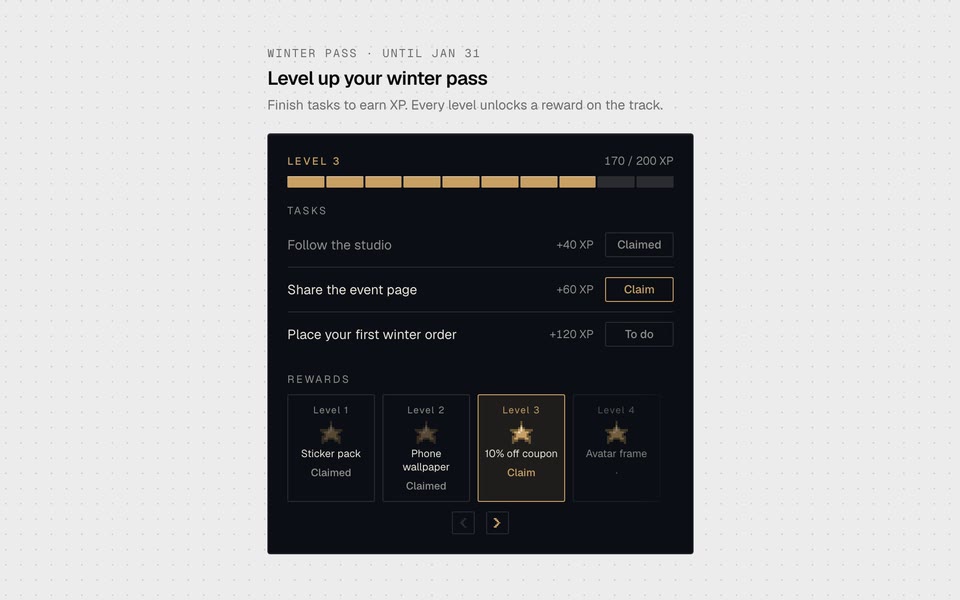 WINTER PASS · UNTIL JAN 31
Level up your winter pass
Finish tasks to earn XP. Every level unlocks a reward on the track.
LEVEL 3
170 / 200 XP
TASKS
Follow the studio
+40 XP
Claimed
Share the event page
+60 XP
Claim
Place your first winter order
+120 XP
To do
REWARDS
Level 1
Sticker pack
Claimed
Level 2
Phone
wallpaper
Claimed
Level 3
10% off coupon
Claim
Level 4
Avatar frame
·